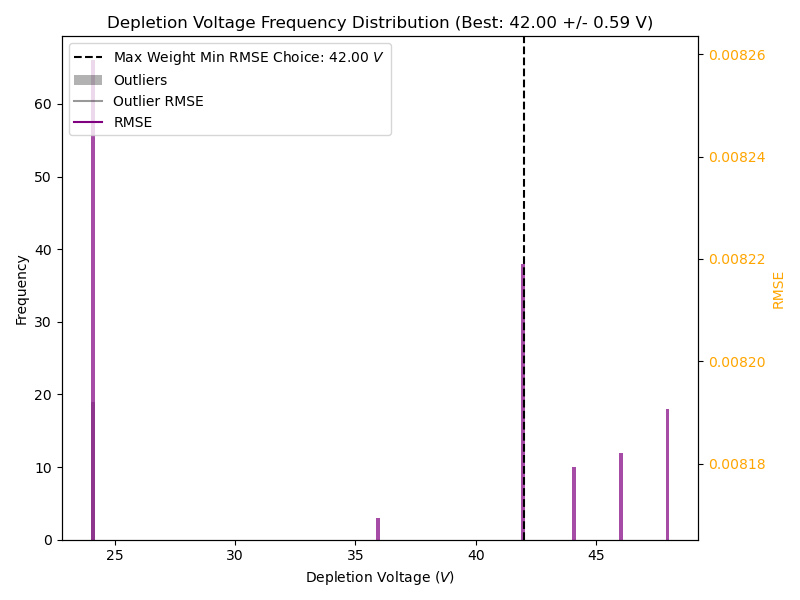 Depletion Voltage Frequency Distribution (Best: 42.00 +/- 0.59 V)
Max Weight Min RMSE Choice: 42.00 V
Outliers
Outlier RMSE
RMSE
Frequency
60
50
40
30
20
10
0
0.00826
0.00824
0.00822
0.00820
0.00818
RMSE
25 30 35 40 45
Depletion Voltage (V)